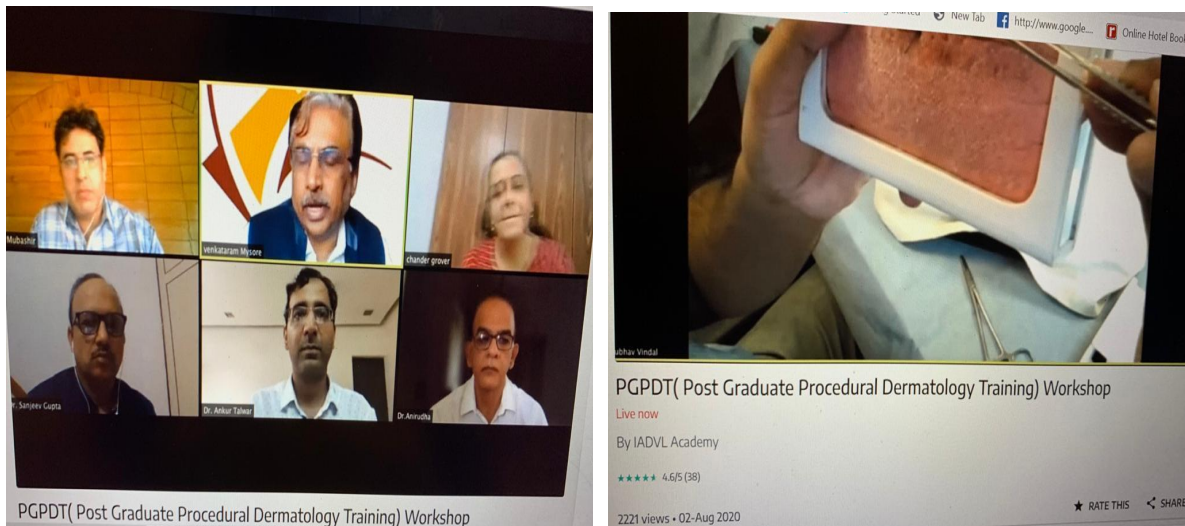 Mubashir
venkataram Mysore
chander grover
r. Sanjeev Gupta
Dr. Ankur Talwar
Dr.Anirudha
PGPDT( Post Graduate Procedural Dermatology Training) Workshop
New Tab
http://www.google....
Online Hotel Book
ubhav Vindal
PGPDT( Post Graduate Procedural Dermatology Training) Workshop
Live now
By IADVL Academy
4.6/5 (38)
RATE THIS
SHARE
2221 views • 02-Aug 2020